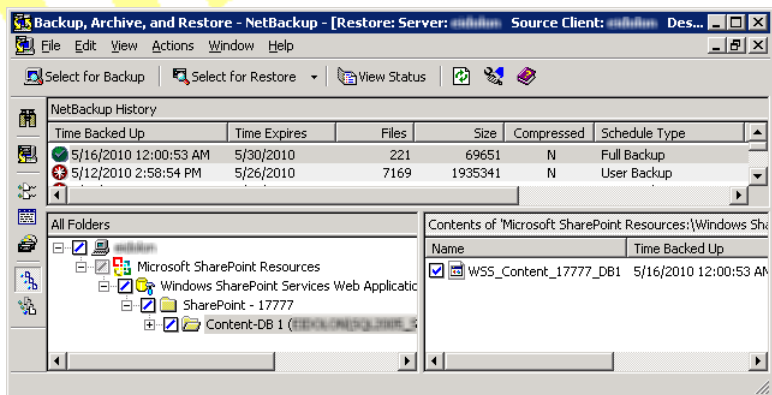 Backup, Archive, and Restore - NetBackup - [Restore: Server: Source Client: Des...
File Edit View Actions Window Help
Select for Backup Select for Restore View Status
NetBackup History
Time Backed Up Time Expires Files Size Compressed Schedule Type
5/16/2010 12:00:53 AM 5/30/2010 221 69651 N Full Backup
5/12/2010 2:58:54 PM 5/26/2010 7169 1935341 N User Backup
All Folders Contents of 'Microsoft SharePoint Resources:\Windows Sha
Name Time Backed Up
Microsoft SharePoint Resources
WSS_Content_17777_DB1 5/16/2010 12:00:53 AM
Windows SharePoint Services Web Applicatic
SharePoint - 17777
Content-DB 1 (